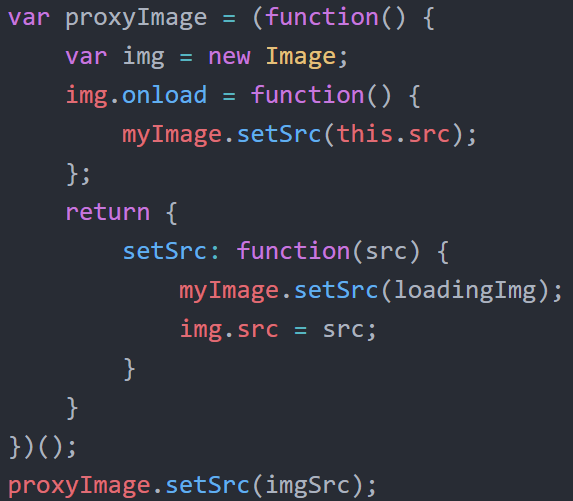 var proxyImage = (function() {
    var img = new Image;
    img.onload = function() {
        myImage.setSrc(this.src);
    };
    return {
        setSrc: function(src) {
            myImage.setSrc(loadingImg);
            img.src = src;
        }
    }
})();
proxyImage.setSrc(imgSrc);